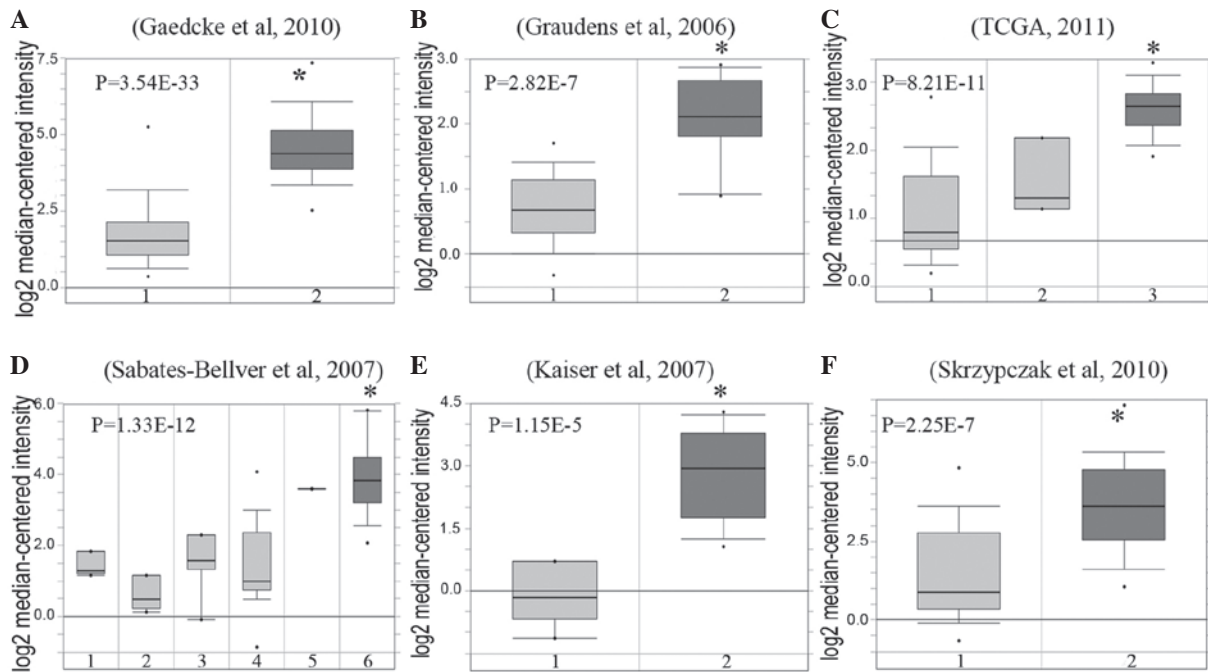 A
(Gaedcke et al, 2010)
log2 median-centered intensity
7.5
5.0
2.5
0.0
P=3.54E-33
*
1 2
B
(Graudens et al, 2006)
log2 median-centered intensity
3.0
2.0
1.0
0.0
P=2.82E-7
*
1 2
C
(TCGA, 2011)
log2 median-centered intensity
3.0
2.0
1.0
0.0
P=8.21E-11
*
1 2 3
D
(Sabates-Bellver et al, 2007)
log2 median-centered intensity
6.0
4.0
2.0
0.0
P=1.33E-12
*
1 2 3 4 5 6
E
(Kaiser et al, 2007)
log2 median-centered intensity
4.5
3.0
1.5
0.0
P=1.15E-5
*
1 2
F
(Skrzypczak et al, 2010)
log2 median-centered intensity
5.0
2.5
0.0
P=2.25E-7
*
1 2